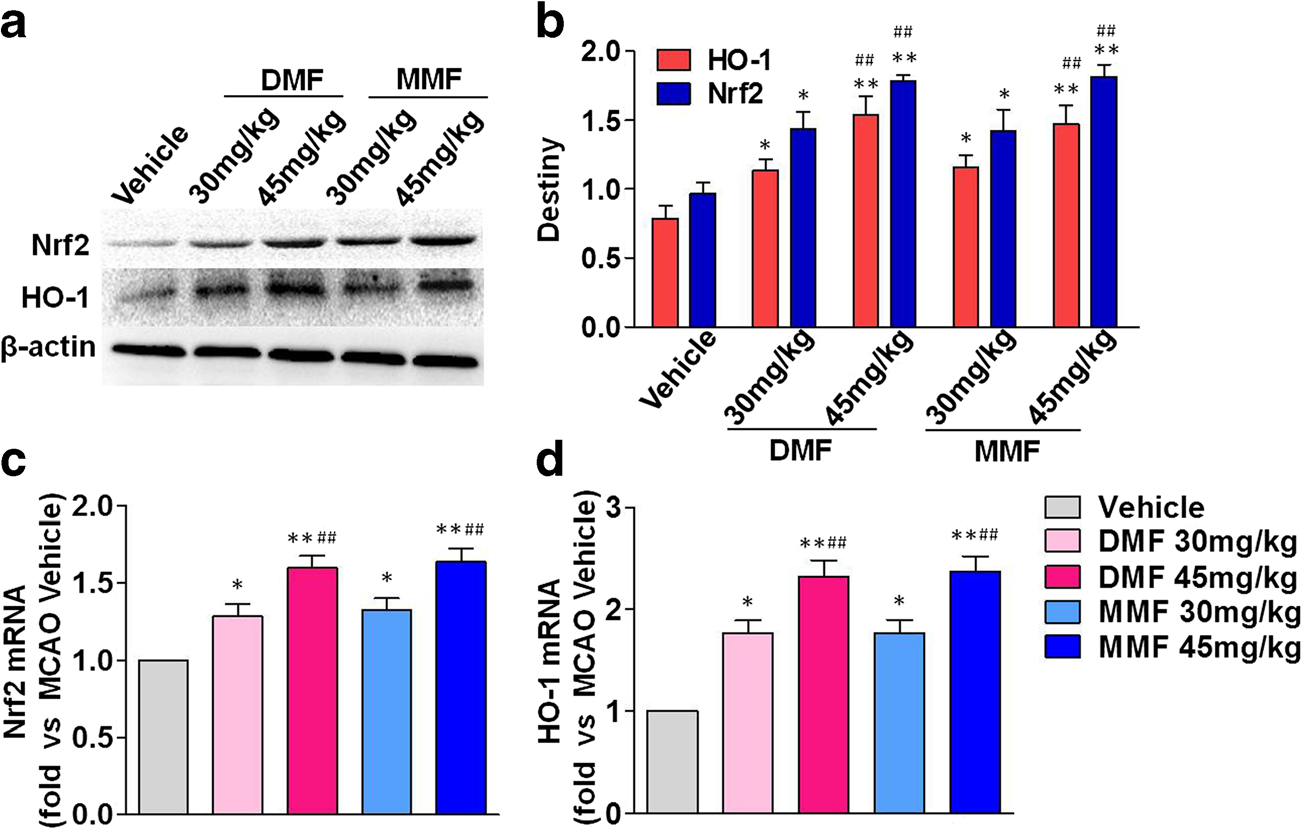 a
DMF MMF
Vehicle 30mg/kg 45mg/kg 30mg/kg 45mg/kg
Nrf2
HO-1
β-actin
b
Destiny
2.0
1.5
1.0
0.5
0.0
HO-1
Nrf2
* * ## ** ## ** * * ## ** ## **
Vehicle 30mg/kg 45mg/kg 30mg/kg 45mg/kg
DMF MMF
c
Nrf2 mRNA
(fold vs MCAO Vehicle)
2.0
1.5
1.0
0.5
0.0
* **## * **##
d
HO-1 mRNA
(fold vs MCAO Vehicle)
3
2
1
0
* **## * **##
Vehicle
DMF 30mg/kg
DMF 45mg/kg
MMF 30mg/kg
MMF 45mg/kg